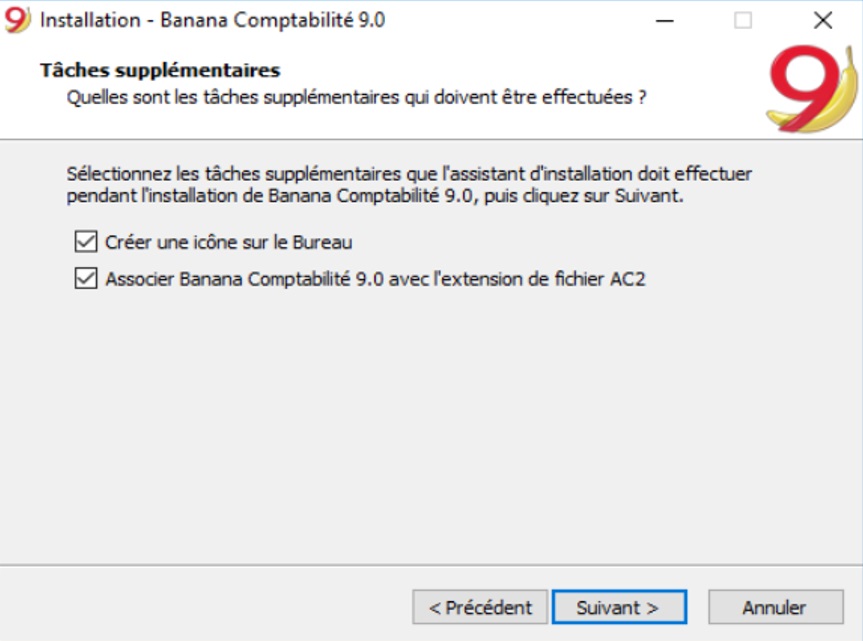 9 Installation - Banana Comptabilité 9.0
Tâches supplémentaires
Quelles sont les tâches supplémentaires qui doivent être effectuées ?
9
Sélectionnez les tâches supplémentaires que l'assistant d'installation doit effectuer
pendant l'installation de Banana Comptabilité 9.0, puis cliquez sur Suivant.
Créer une icône sur le Bureau
Associer Banana Comptabilité 9.0 avec l'extension de fichier AC2
< Précédent Suivant > Annuler